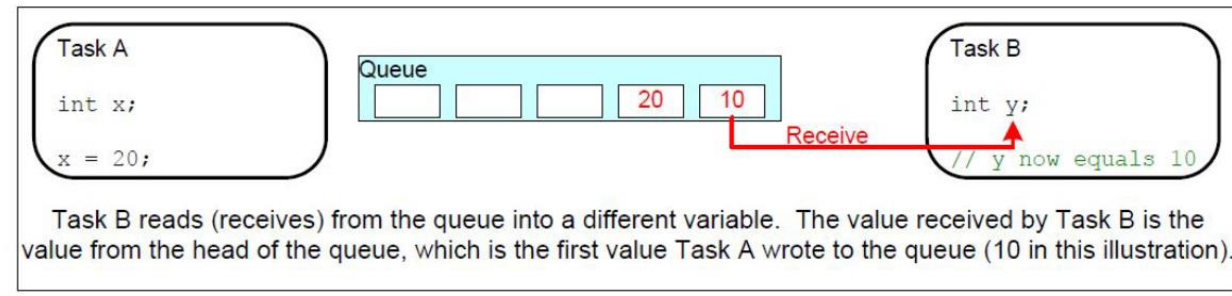 Task A
int x;
x = 20;
Queue
20 10
Receive
Task B
int y;
// y now equals 10
Task B reads (receives) from the queue into a different variable. The value received by Task B is the
value from the head of the queue, which is the first value Task A wrote to the queue (10 in this illustration).